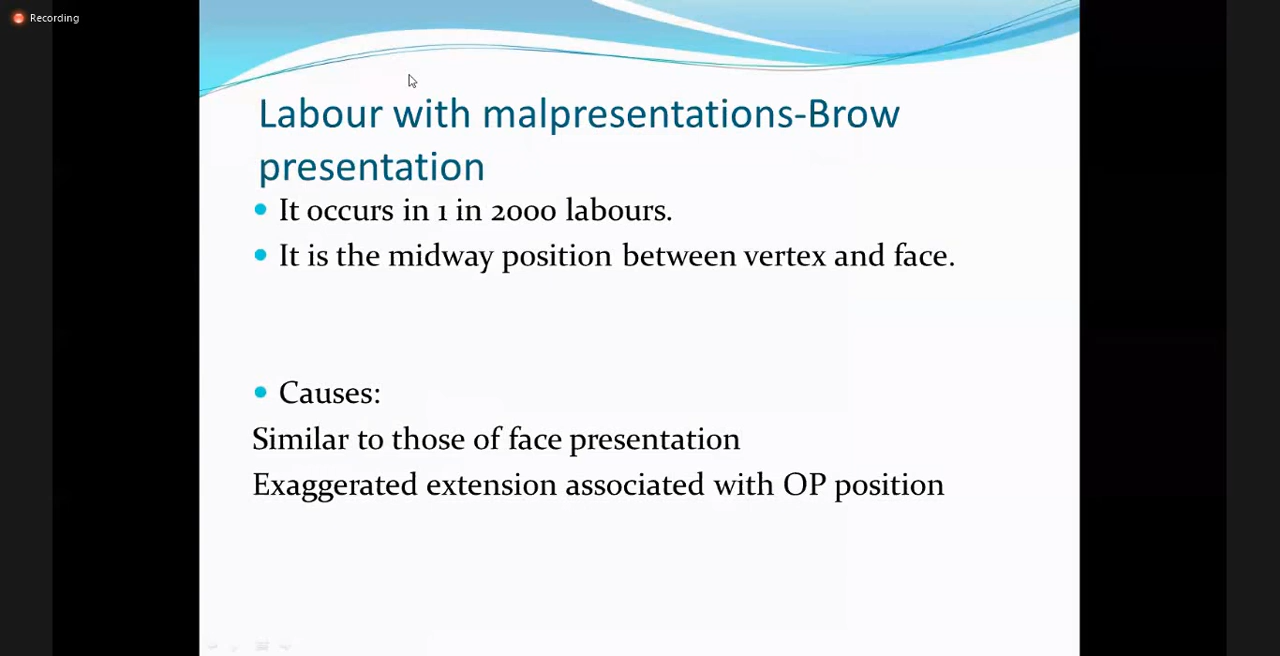 Recording
Labour with malpresentations-Brow
presentation
It occurs in 1 in 2000 labours.
It is the midway position between vertex and face.
Causes:
Similar to those of face presentation
Exaggerated extension associated with OP position